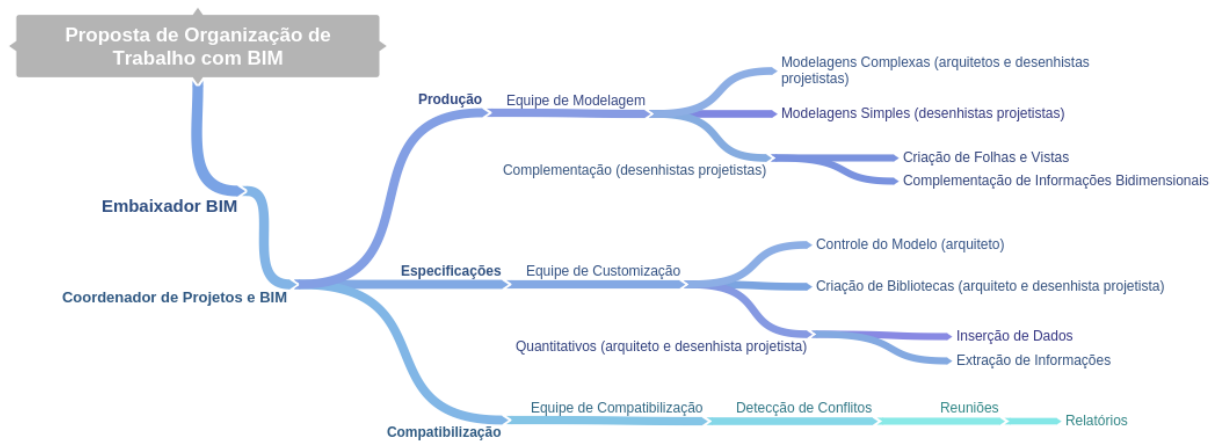 Proposta de Organização de
Trabalho com BIM
Embaixador BIM
Coordenador de Projetos e BIM
Produção
Equipe de Modelagem
Modelagens Complexas (arquitetos e desenhistas
projetistas)
Modelagens Simples (desenhistas projetistas)
Complementação (desenhistas projetistas)
Criação de Folhas e Vistas
Complementação de Informações Bidimensionais
Especificações
Equipe de Customização
Controle do Modelo (arquiteto)
Criação de Bibliotecas (arquiteto e desenhista projetista)
Quantitativos (arquiteto e desenhista projetista)
Inserção de Dados
Extração de Informações
Compatibilização
Equipe de Compatibilização
Detecção de Conflitos
Reuniões
Relatórios